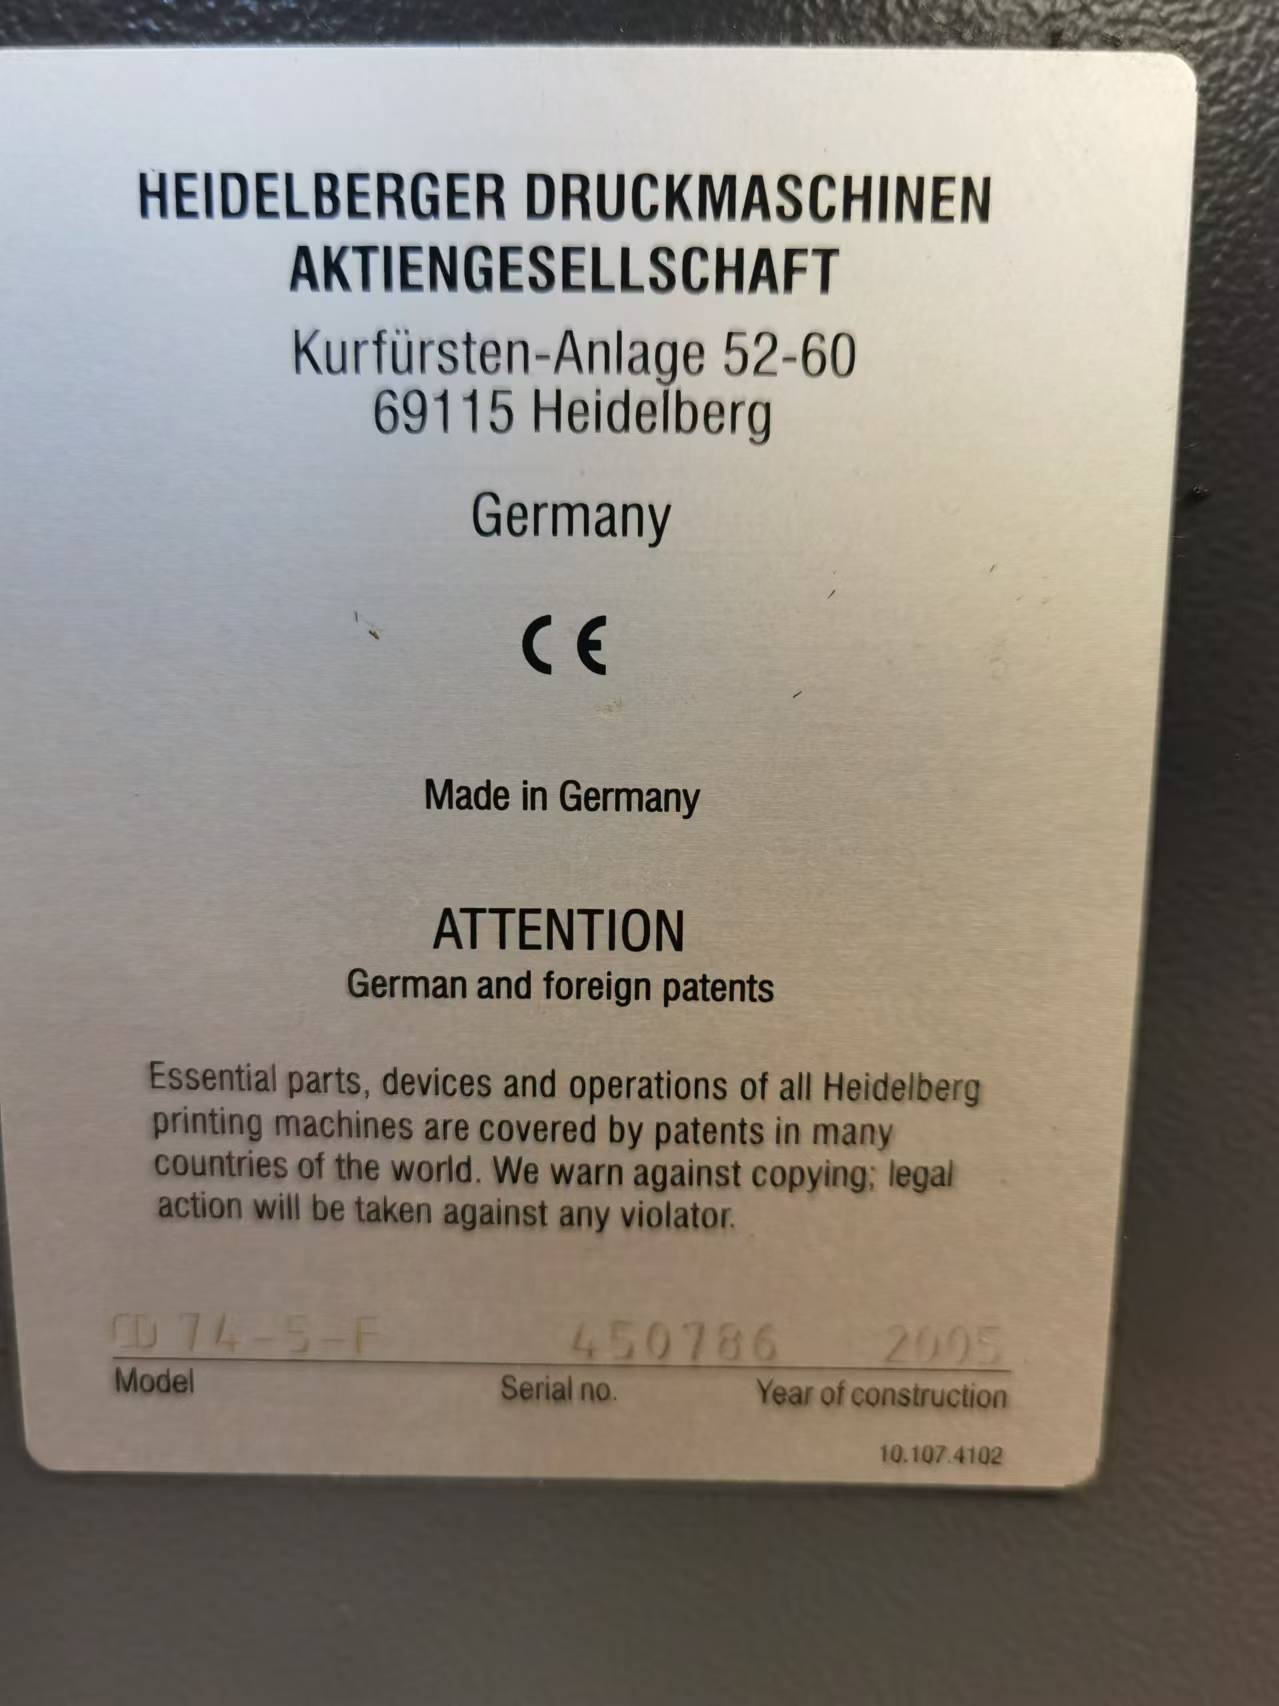 HEIDELBERGER DRUCKMASCHINEN
AKTIENGESELLSCHAFT
Kurfürsten-Anlage 52-60
69115 Heidelberg
Germany
CE
Made in Germany
ATTENTION
German and foreign patents
Essential parts, devices and operations of all Heidelberg
printing machines are covered by patents in many
countries of the world. We warn against copying; legal
action will be taken against any violator.
CD 74-5-F 450786 2005
Model Serial no. Year of construction
10.107.4102